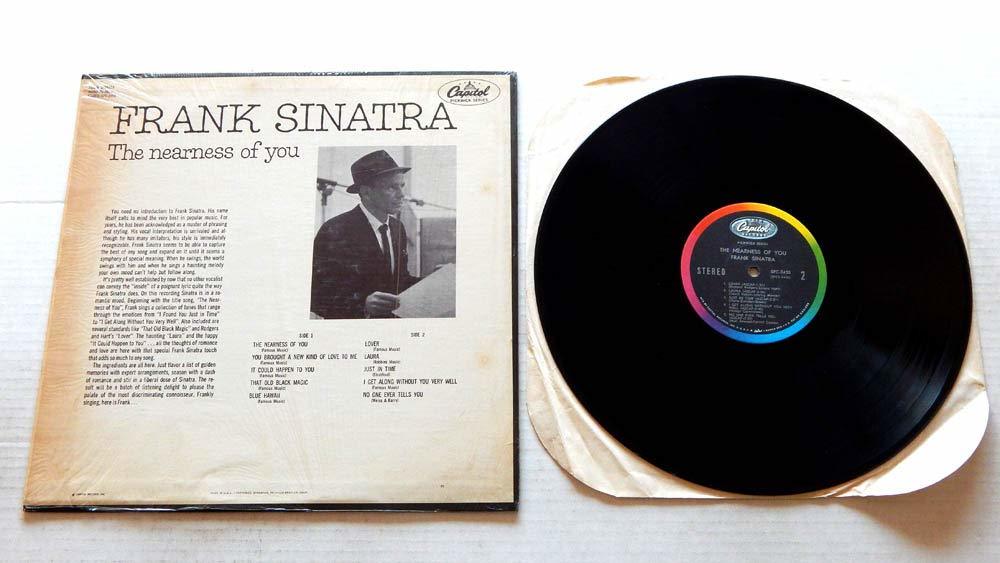 Capitol
PICKWICK SERIES
FRANK SINATRA
The nearness of you
You need no introduction to Frank Sinatra. His name
itself calls to mind the very best in popular music. For
years, he has been acknowledged as a master of phrasing
and styling. His vocal interpretation is unrivaled and al-
though he has many imitators, his style is immediately
recognizable. Frank Sinatra seems to be able to capture
the best of any song and expand on it until it seems a
symphony of special meaning. When he swings, the world
swings with him and when he sings a haunting melody
your own mood can't help but follow along.
It's pretty well established by now that no other vocalist
can convey the "inside" of a poignant lyric quite the way
Frank Sinatra does. On this recording Sinatra is in a ro-
mantic mood. Beginning with the title song, "The Near-
ness of You", Frank sings a collection of tunes that range
through the emotions from "I Found You Just in Time"
to "I Get Along Without You Very Well". Also included are
several standards like "That Old Black Magic" and Rodgers
and Hart's "Lover". The haunting "Laura" and the happy
"It Could Happen to You" ... all the thoughts of romance
and love are here with that special Frank Sinatra touch
that adds so much to any song.
The ingredients are all here. Just flavor a list of golden
memories with expert arrangements, season with a dash
of romance and stir in a liberal dose of Sinatra. The re-
sult will be a batch of listening delight to please the
palate of the most discriminating connoisseur. Frankly
singing, here is Frank ...
SIDE 1
THE NEARNESS OF YOU
(Famous Music)
YOU BROUGHT A NEW KIND OF LOVE TO ME
(Famous Music)
IT COULD HAPPEN TO YOU
(Famous Music)
THAT OLD BLACK MAGIC
(Famous Music)
BLUE HAWAII
(Famous Music)
SIDE 2
LOVER
(Famous Music)
LAURA
(Robbins Music)
JUST IN TIME
(Stratford)
I GET ALONG WITHOUT YOU VERY WELL
(Famous Music)
NO ONE EVER TELLS YOU
(Weiss & Barry)
Capitol
RECORDS
PICKWICK SERIES
THE NEARNESS OF YOU
FRANK SINATRA
STEREO
SPC-3450
2